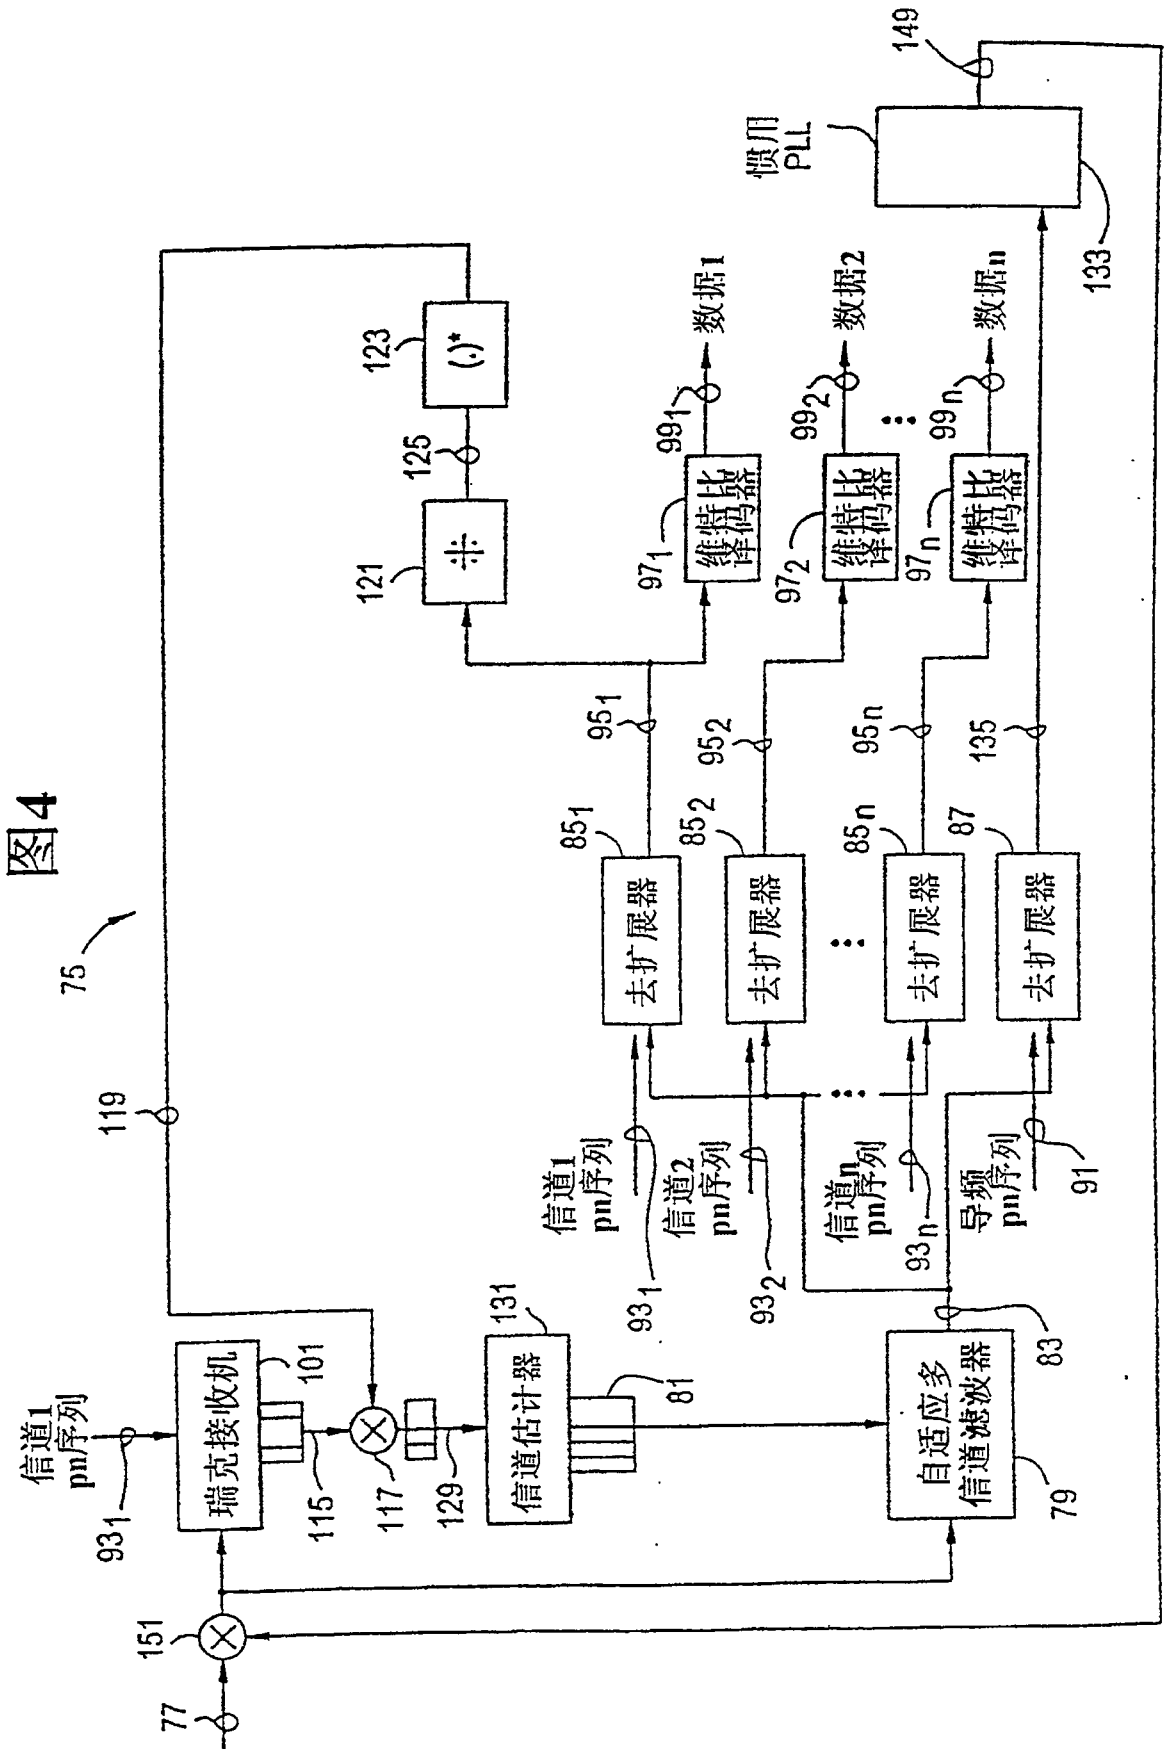 图4
75
77
151
信道1
pn序列
93₁
瑞克接收机
101
115
117
119
129
信道估计器
131
81
自适应多
信道滤波器
79
83
信道1
pn序列
93₁
信道2
pn序列
93₂
信道n
pn序列
93n
导频
pn序列
91
去扩展器
85₁
去扩展器
85₂
去扩展器
85n
去扩展器
87
95₁
95₂
95n
135
121
125
123
(.)*
维特比
译码器
97₁
99₁
数据1
维特比
译码器
97₂
99₂
数据2
维特比
译码器
97n
99n
数据n
惯用
PLL
133
149